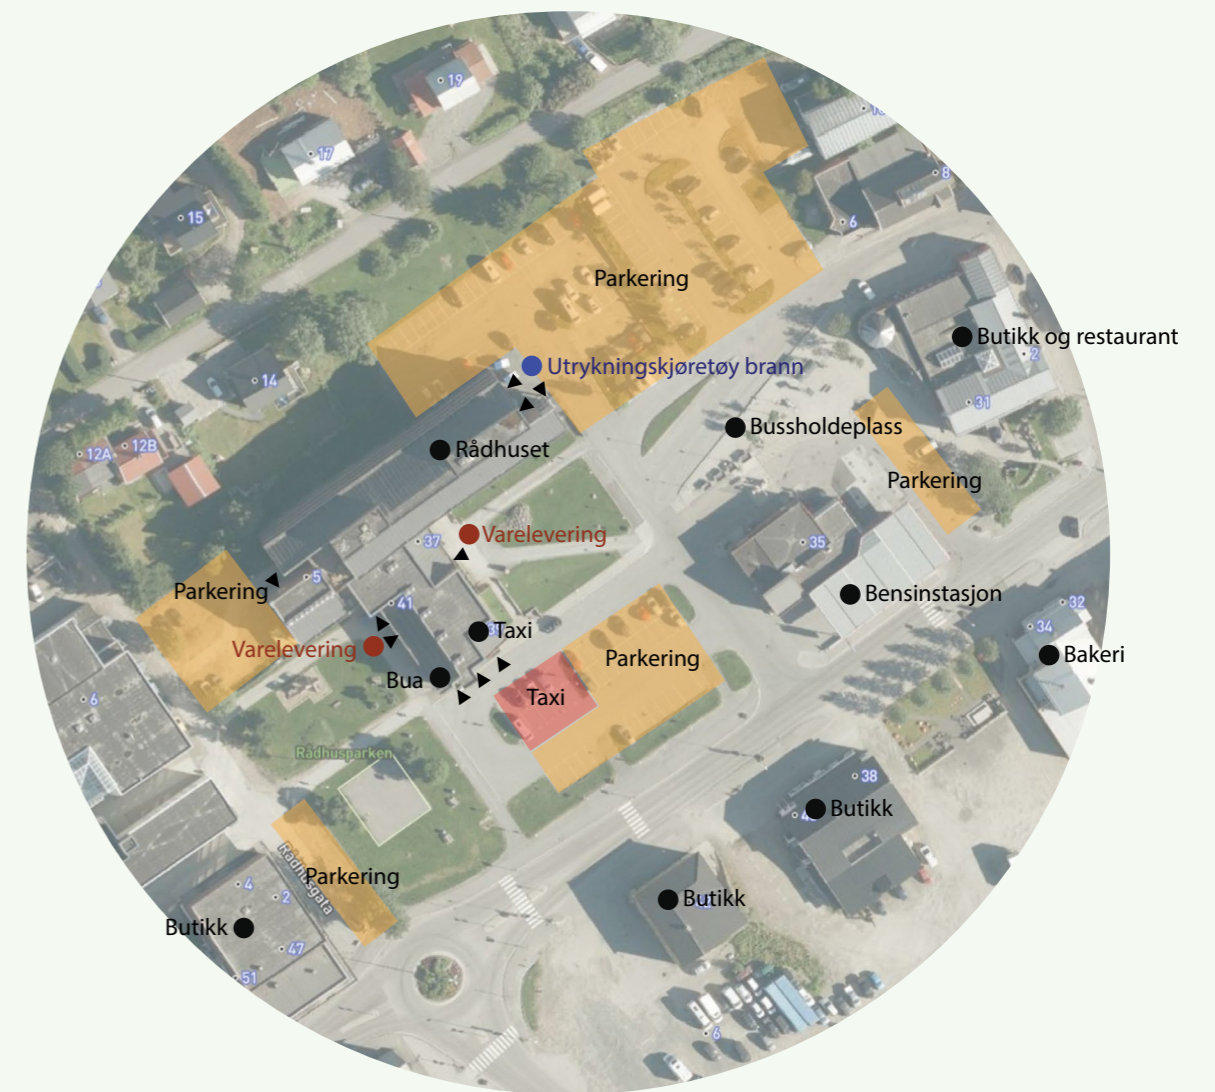 19
17
15
8
6
Parkering
Butikk og restaurant
2
Utrykningskjøretøy brann
14
31
Bussholdeplass
12B
12A
Rådhuset
Parkering
Varelevering
37
35
5
Parkering
Bensinstasjon
41
32
34
Taxi
Varelevering
Parkering
Bakeri
Bua
Taxi
6
Rådhusparken
38
Butikk
Rådhusgata
Parkering
4
2
Butikk
Butikk
47
51
6